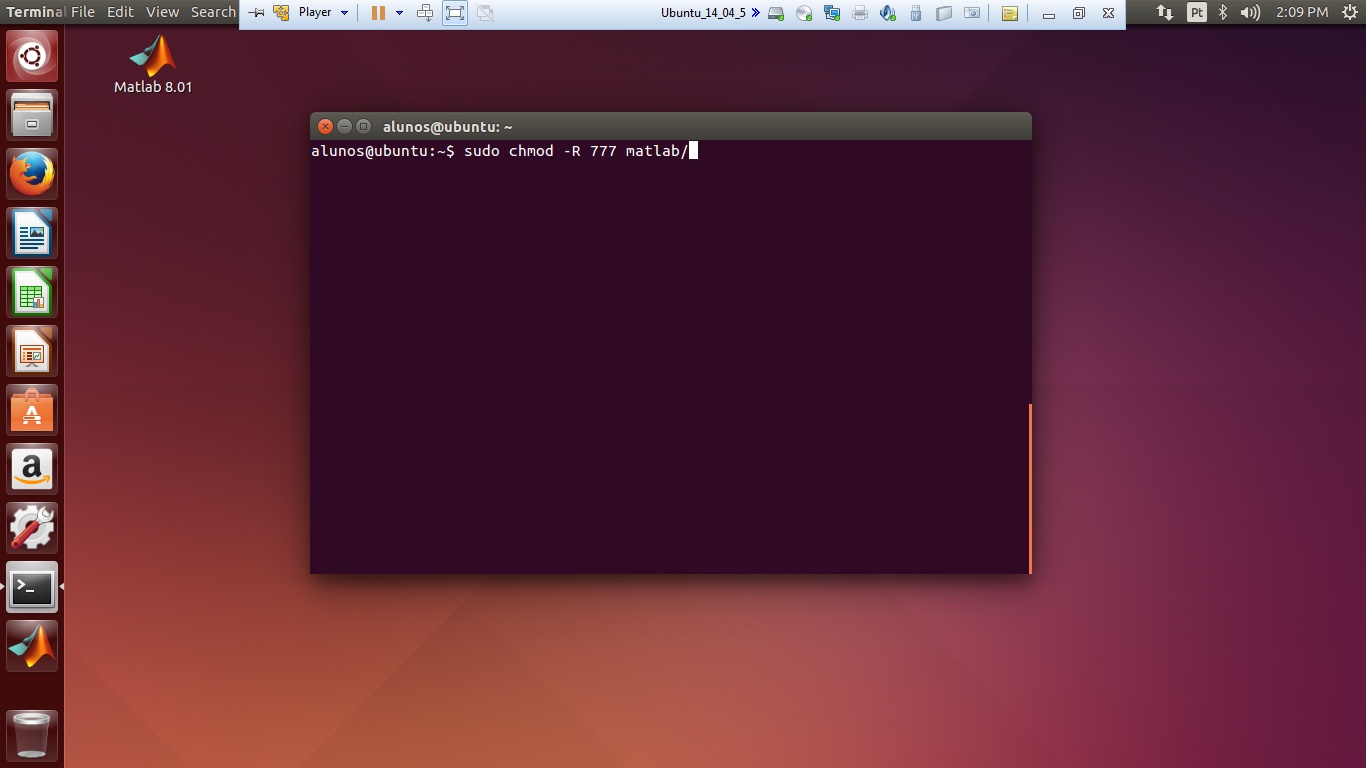 Terminal File Edit View Search
Player
Ubuntu_14_04_5
Pt
2:09 PM
Matlab 8.01
alunos@ubuntu: ~
alunos@ubuntu:~$ sudo chmod -R 777 matlab/